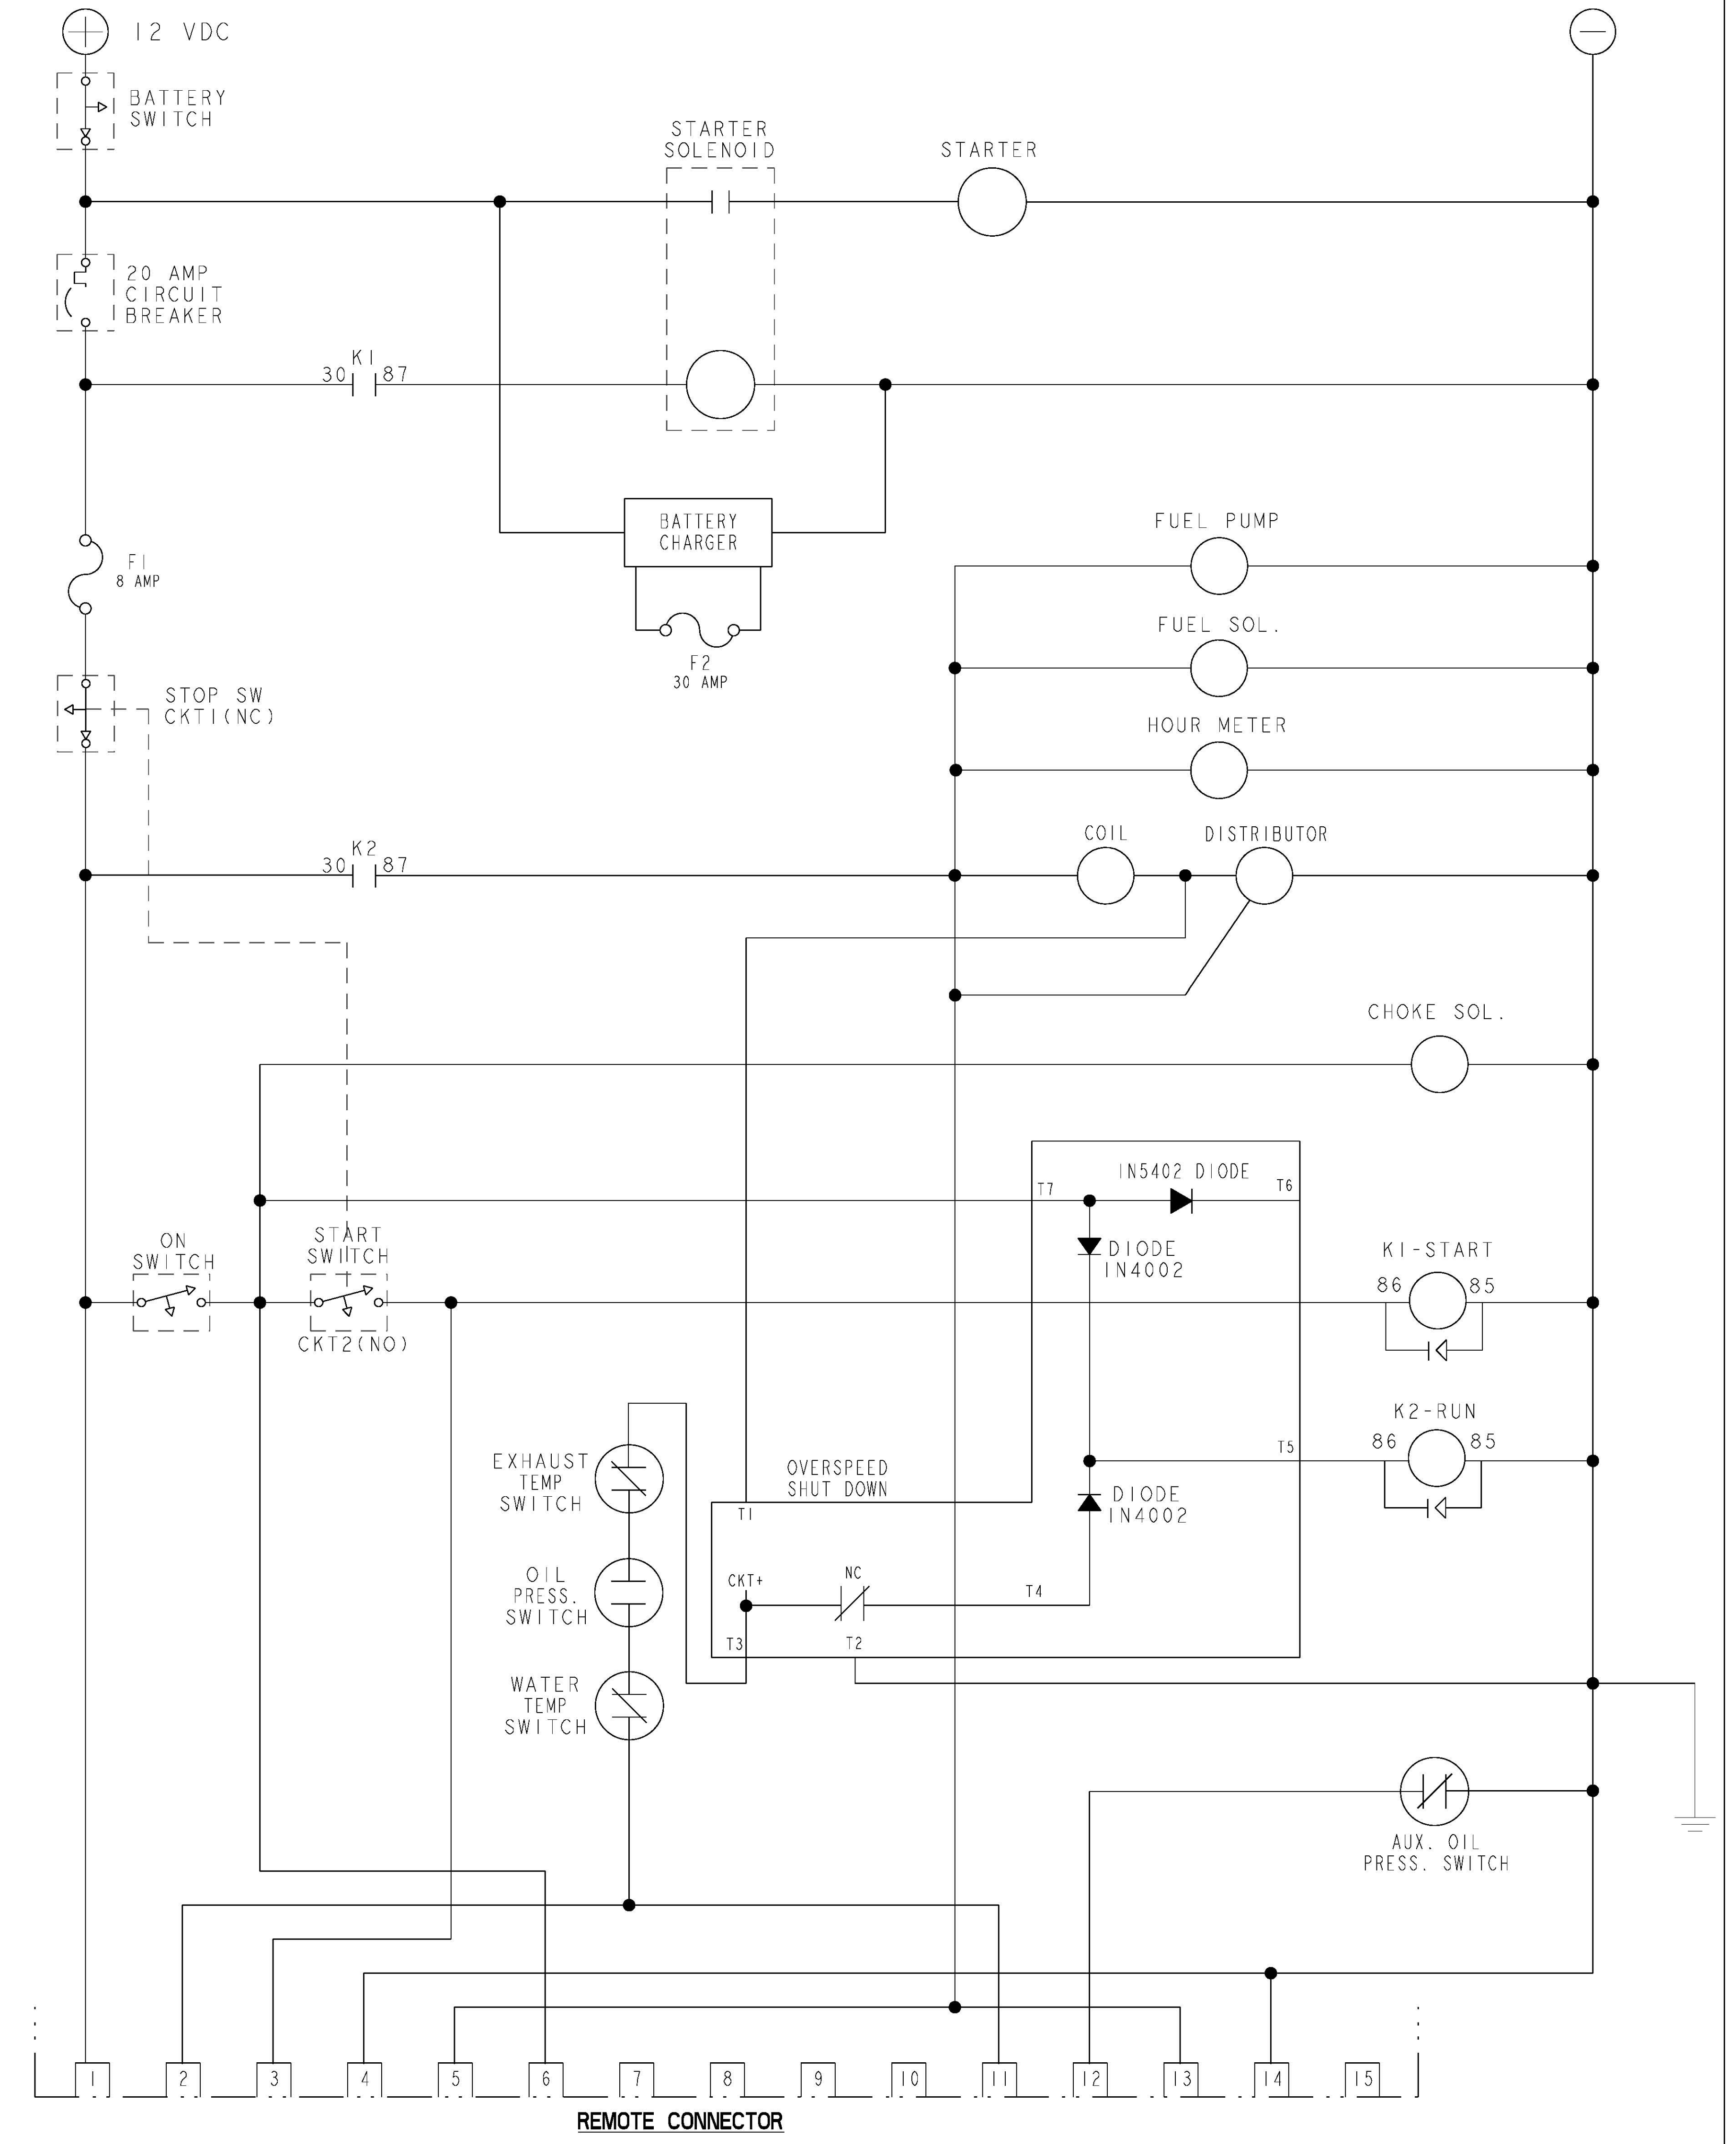 12 VDC
BATTERY
SWITCH
STARTER
SOLENOID
STARTER
20 AMP
CIRCUIT
BREAKER
K1
30 87
BATTERY
CHARGER
FUEL PUMP
F1
8 AMP
FUEL SOL.
F2
30 AMP
STOP SW
CKT1(NC)
HOUR METER
K2
30 87
COIL
DISTRIBUTOR
CHOKE SOL.
IN5402 DIODE
T7
T6
ON
SWITCH
START
SWITCH
CKT2(NO)
DIODE
IN4002
K1-START
86 85
K2-RUN
86 85
T5
EXHAUST
TEMP
SWITCH
OVERSPEED
SHUT DOWN
T1
DIODE
IN4002
OIL
PRESS.
SWITCH
CKT+
NC
T4
T3
T2
WATER
TEMP
SWITCH
AUX. OIL
PRESS. SWITCH
1 2 3 4 5 6 7 8 9 10 11 12 13 14 15
REMOTE CONNECTOR